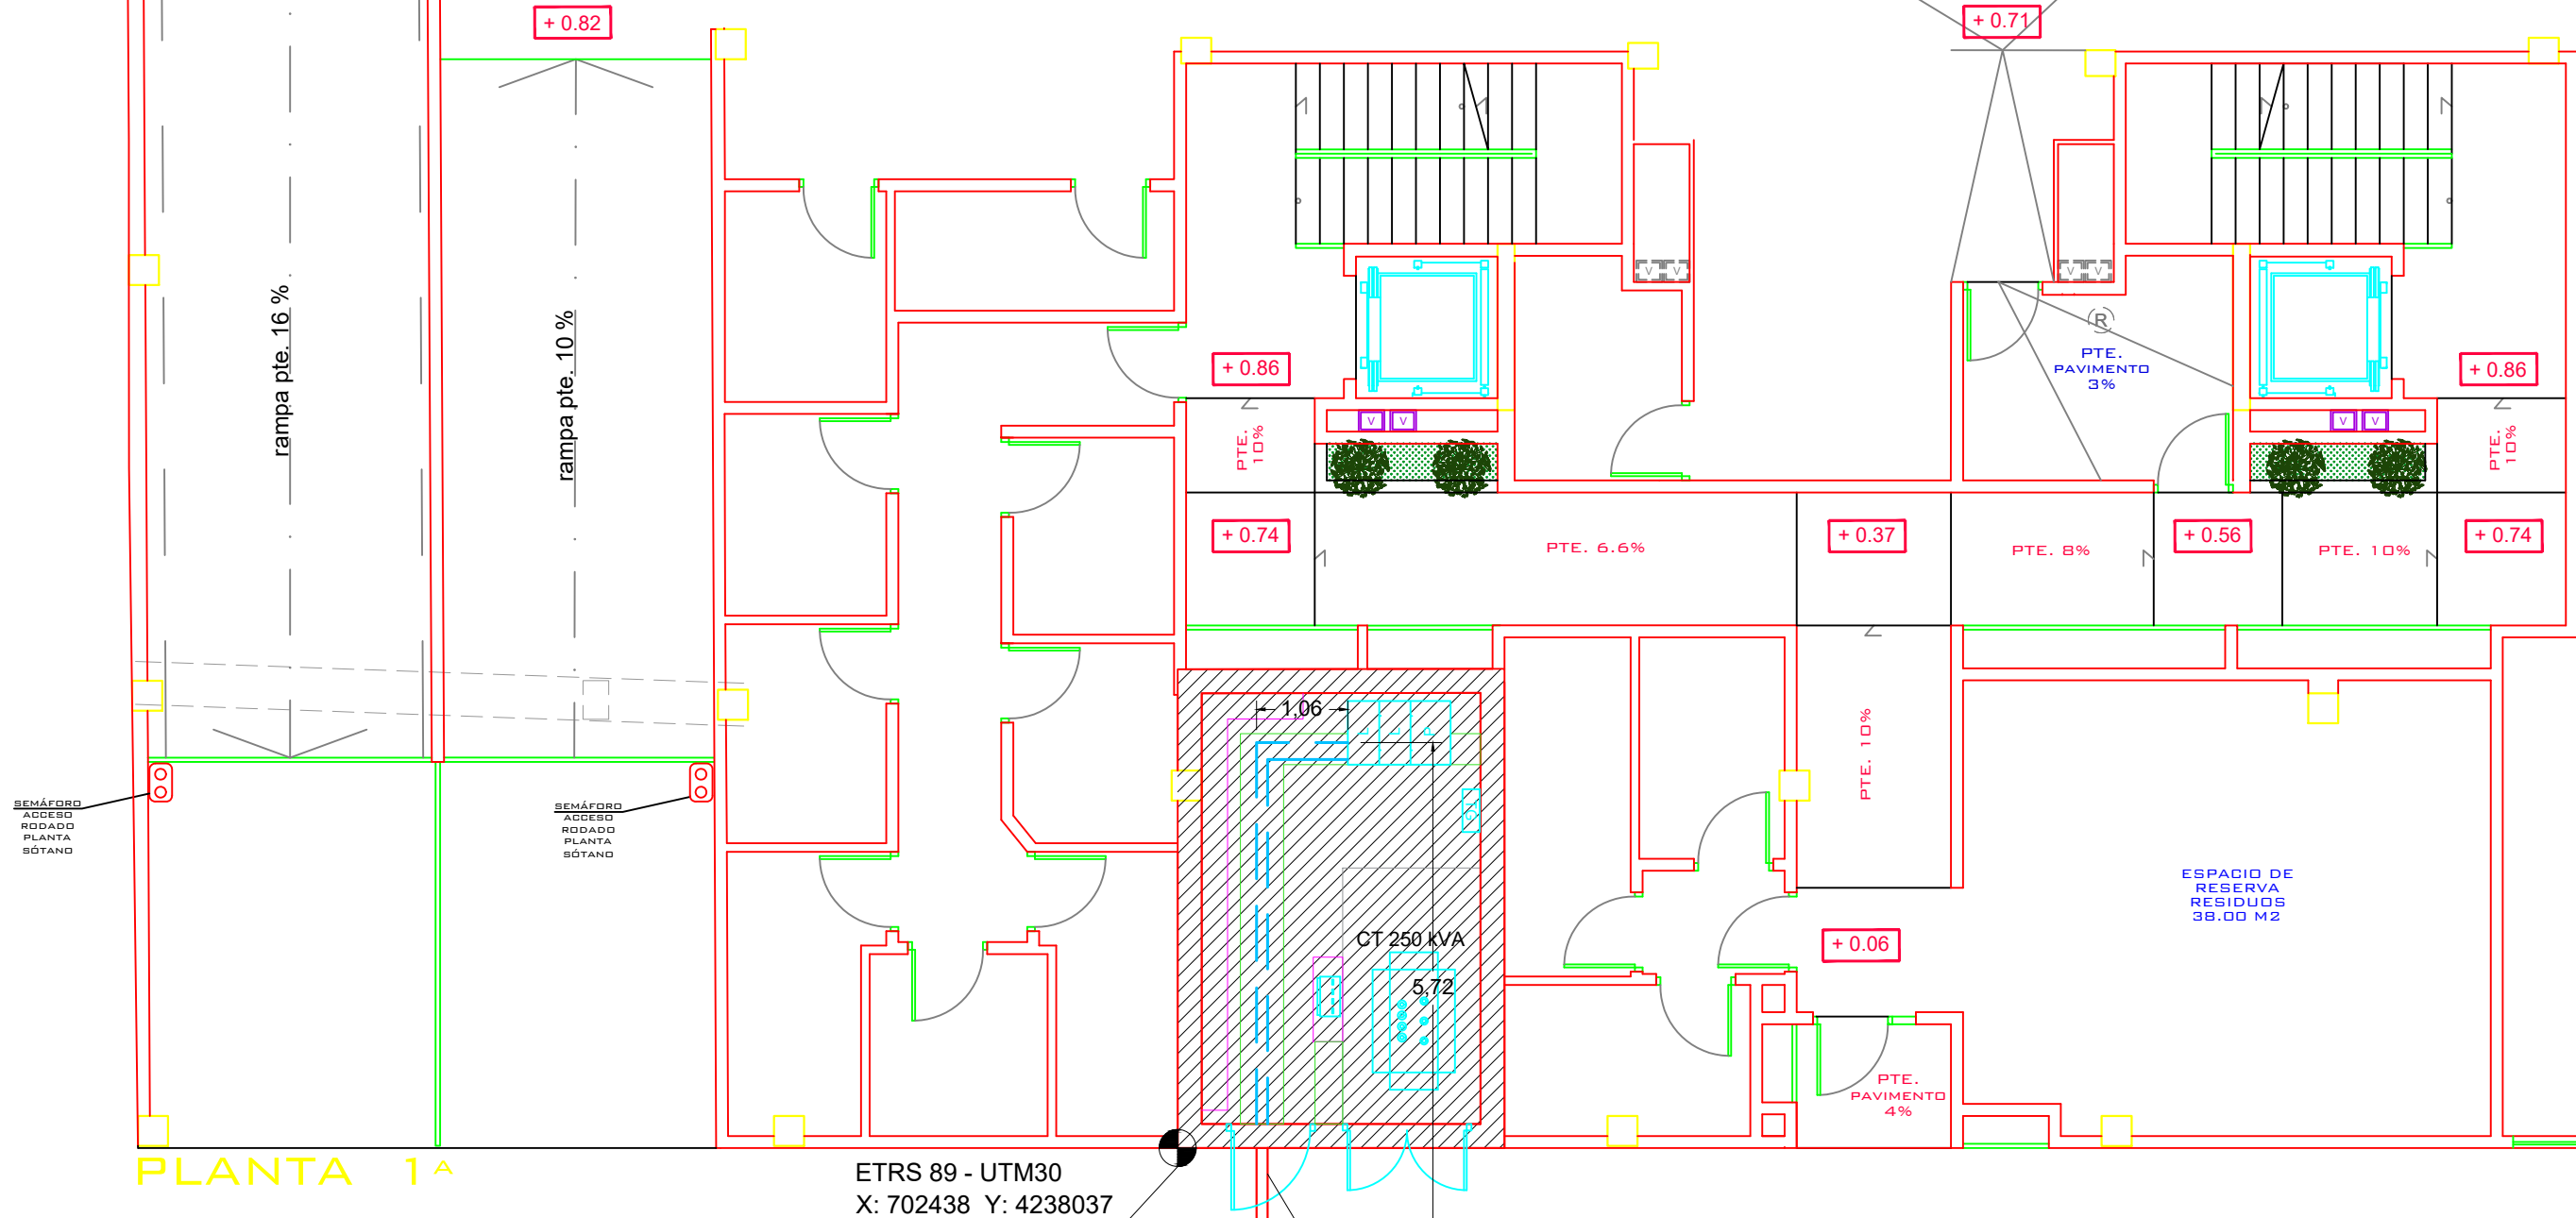 + 0.82
+ 0.71
rampa pte. 16 %
rampa pte. 10 %
+ 0.86
PTE.
10%
V V
V V
V V
V V
R
PTE.
PAVIMENTO
3%
+ 0.86
PTE.
10%
+ 0.74
PTE. 6.6%
+ 0.37
PTE. 8%
+ 0.56
PTE. 10%
+ 0.74
1,06
PTE. 10%
SEMÁFORO
ACCESO
RODADO
PLANTA
SÓTANO
SEMÁFORO
ACCESO
RODADO
PLANTA
SÓTANO
ESPACIO DE
RESERVA
RESIDUOS
38.00 M2
CT 250 kVA
5,72
+ 0.06
PTE.
PAVIMENTO
4%
PLANTA 1ª
ETRS 89 - UTM30
X: 702438 Y: 4238037